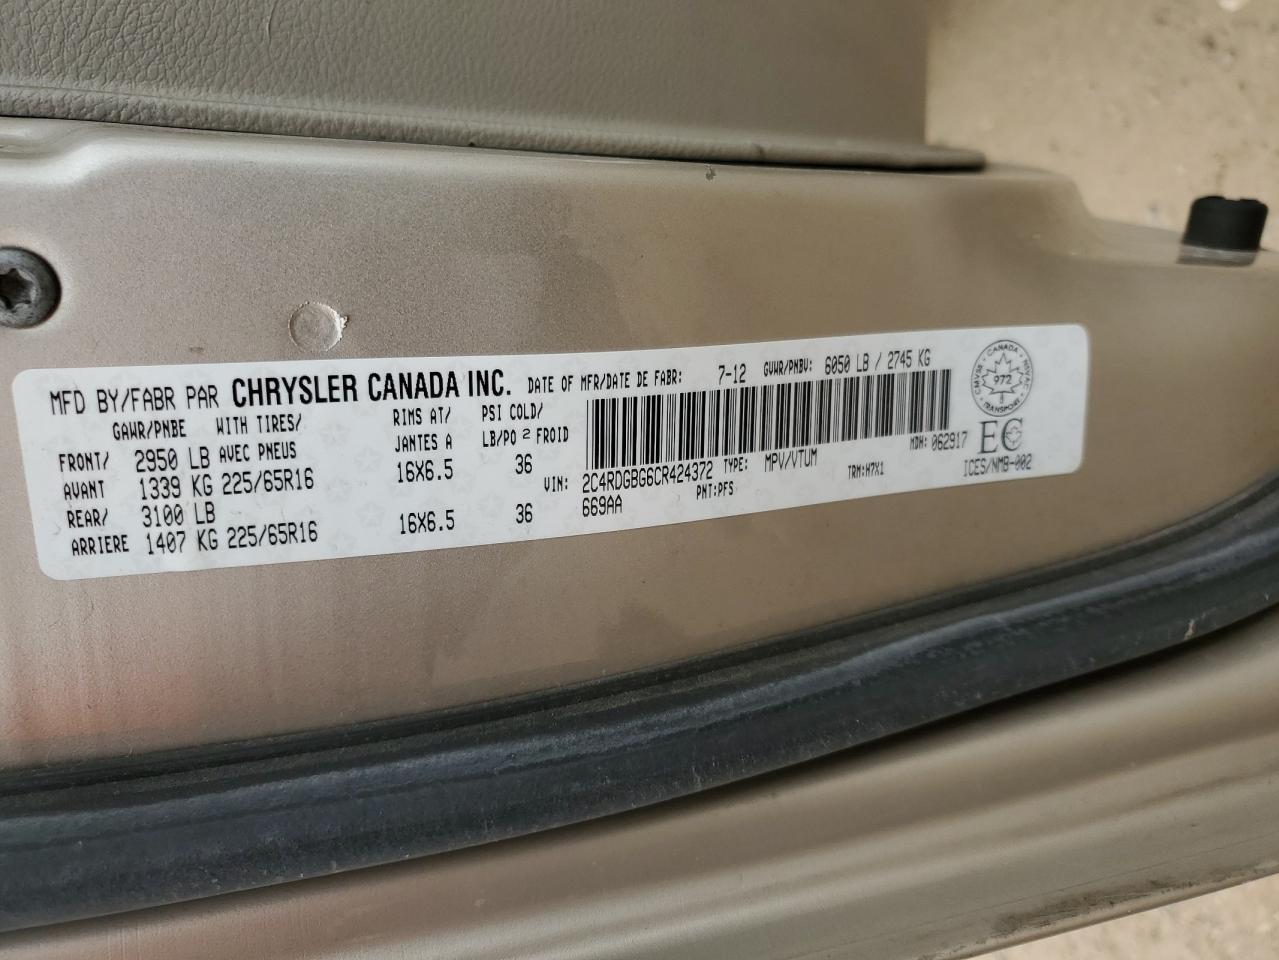 MFD BY/FABR PAR CHRYSLER CANADA INC. DATE OF MFR/DATE DE FABR: 7-12 GVWR/PNBV: 6050 LB / 2745 KG
GAWR/PNBE WITH TIRES/ RIMS AT/ PSI COLD/
AVEC PNEUS JANTES A LB/PO 2 FROID
FRONT/ 2950 LB
AVANT 1339 KG 225/65R16 16X6.5 36
REAR/ 3100 LB
ARRIERE 1407 KG 225/65R16 16X6.5 36
MDH: 062917
VIN: 2C4RDGBG6CR424372 TYPE: MPV/VTUM ICES/NMB-002
669AA PNT:PFS TRM:H7X1
CANADA
CMVSS NSVAC
972
TRANSPORT
EC